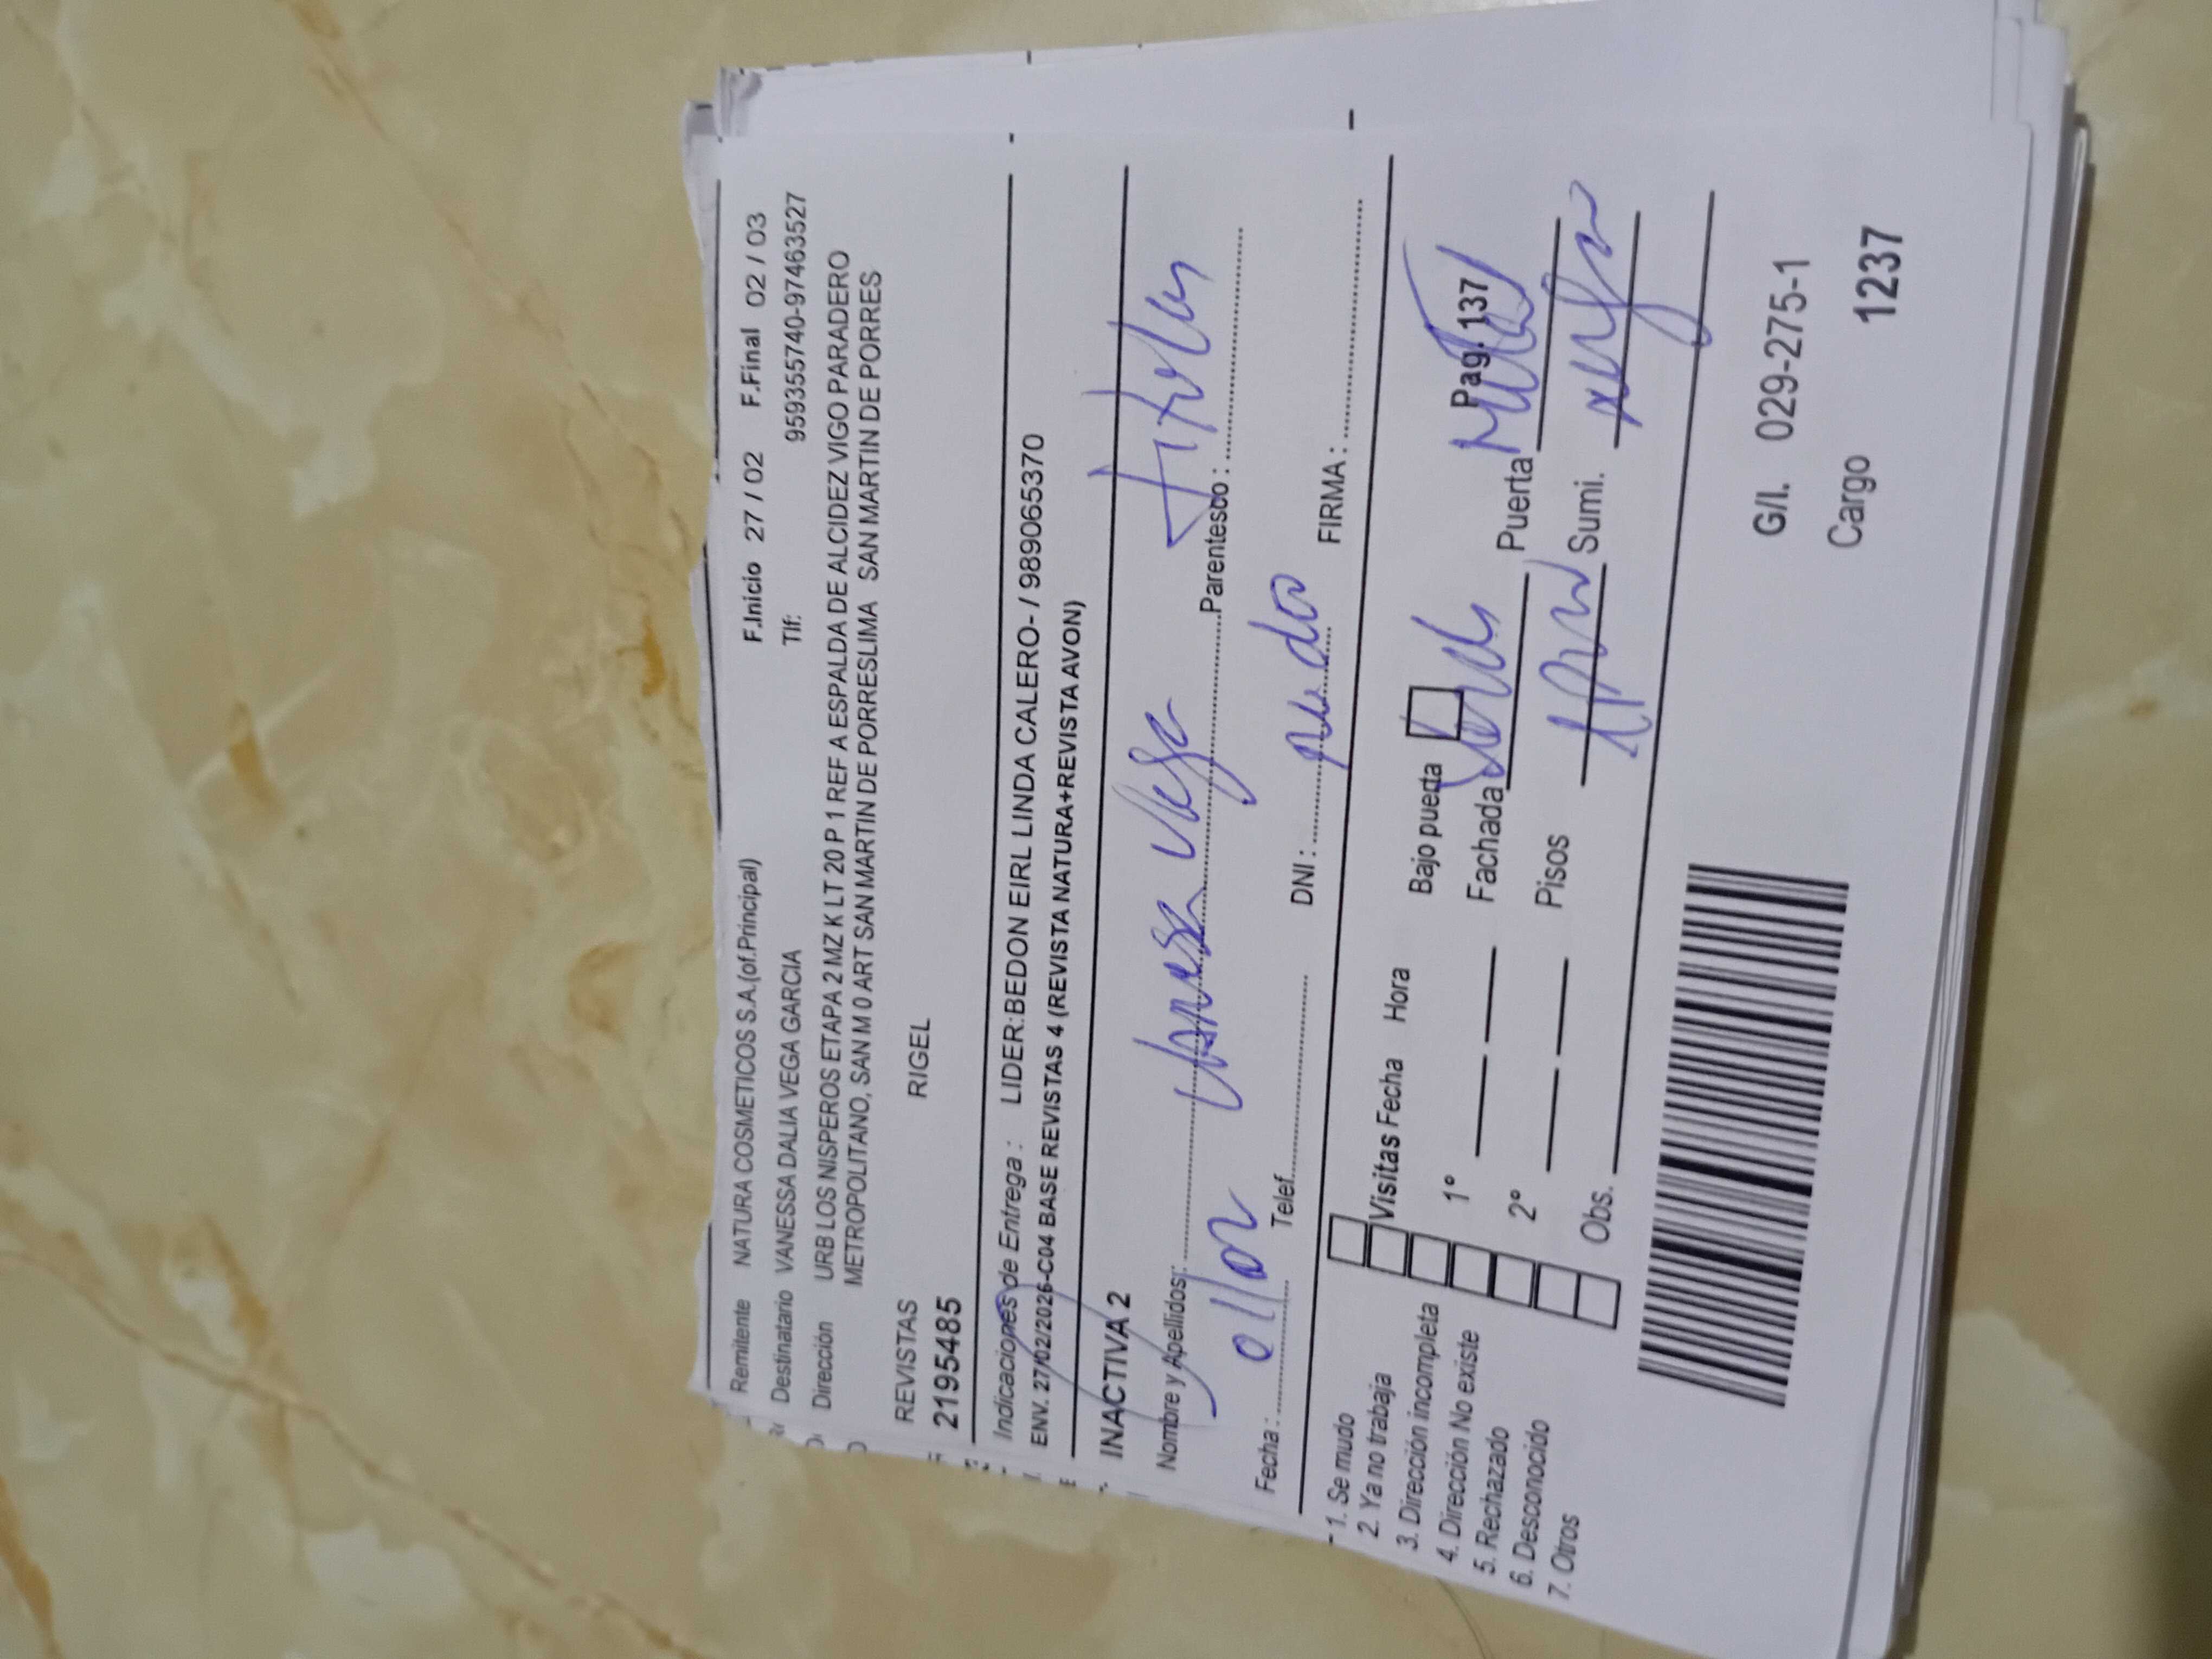 Remitente NATURA COSMETICOS S.A.(of.Principal) F.Inicio 27 / 02 F.Final 02 / 03
Destinatario VANESSA DALIA VEGA GARCIA Tlf: 959355740-97463527
Dirección URB LOS NISPEROS ETAPA 2 MZ K LT 20 P 1 REF A ESPALDA DE ALCIDEZ VIGO PARADERO
METROPOLITANO, SAN M 0 ART SAN MARTIN DE PORRESLIMA SAN MARTIN DE PORRES
REVISTAS RIGEL
2195485
Indicaciones de Entrega : LIDER:BEDON EIRL LINDA CALERO- / 989065370
ENV. 27/02/2026-C04 BASE REVISTAS 4 (REVISTA NATURA+REVISTA AVON)
INACTIVA 2
Nombre y Apellidos: Vanesa Vega Parentesco : titular
Fecha : Telef. DNI : FIRMA :
1. Se mudo
2. Ya no trabaja
3. Dirección incompleta
4. Dirección No existe
5. Rechazado
6. Desconocido
7. Otros
Visitas Fecha Hora
1º
2º
Obs.
Bajo puerta
Fachada Puerta
Pag. 137
Pisos Sumi.
G/I. 029-275-1
Cargo 1237